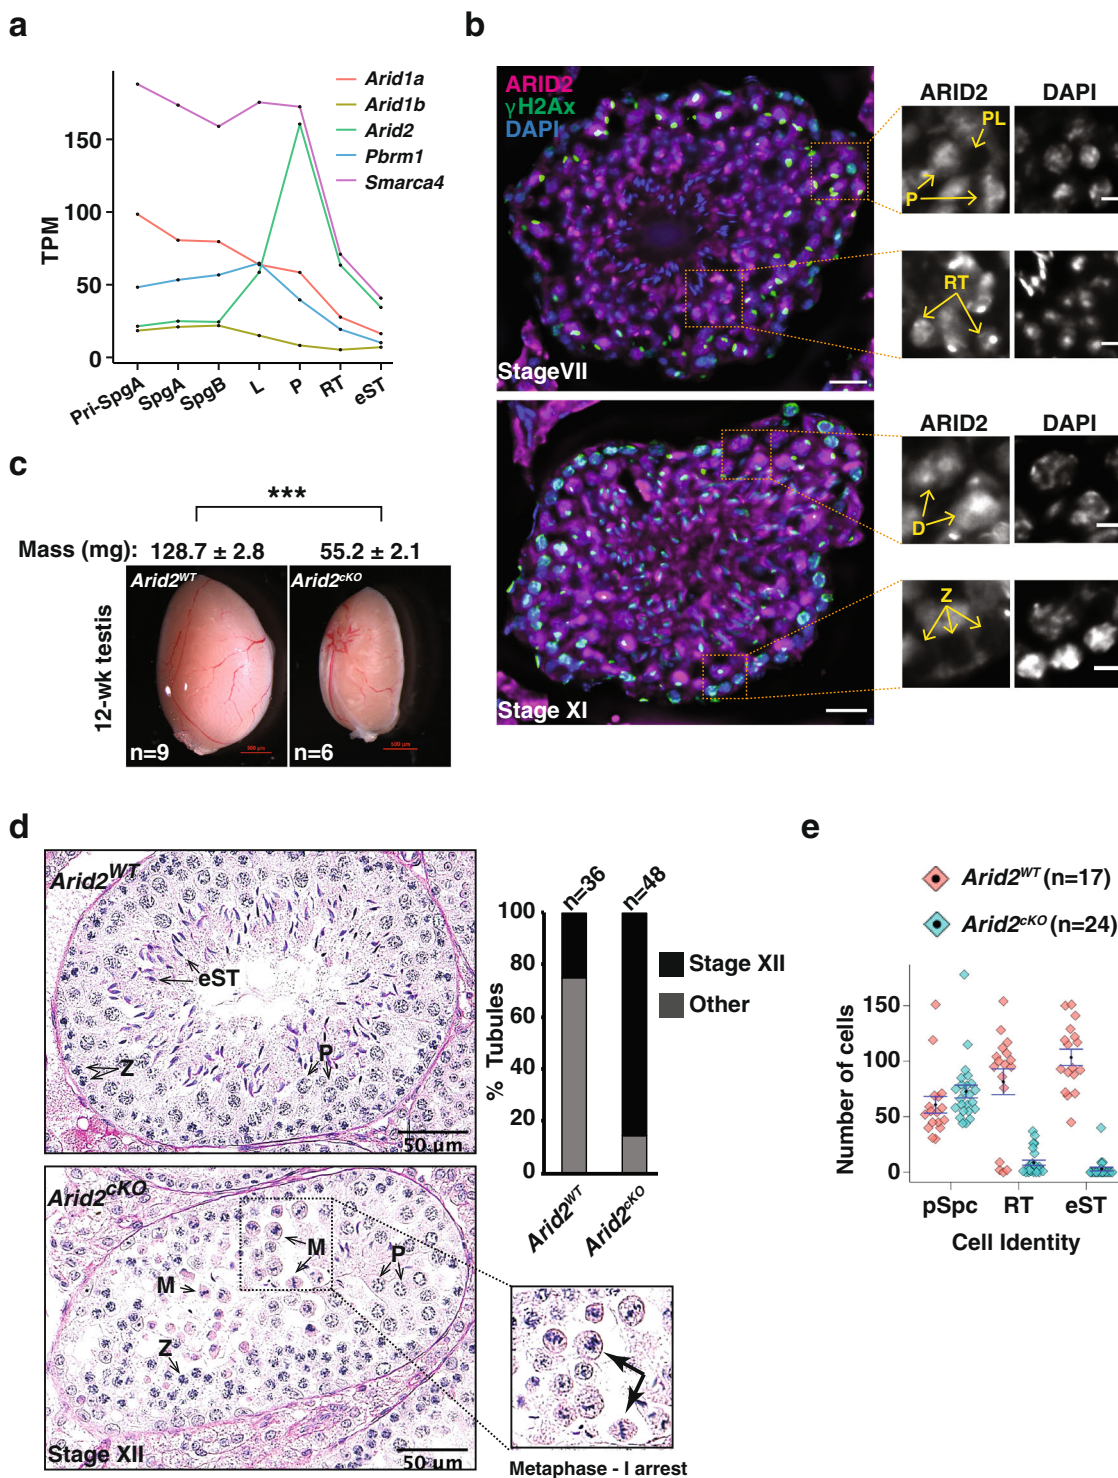 a
Arid1a
Arid1b
Arid2
Pbrm1
Smarca4
TPM
150
100
50
0
Pri-SpgA
SpgA
SpgB
L
P
RT
eST
b
ARID2
γH2Ax
DAPI
StageVII
ARID2
DAPI
PL
P
RT
Stage XI
ARID2
DAPI
D
Z
c
***
Mass (mg): 128.7 ± 2.8 55.2 ± 2.1
12-wk testis
Arid2WT
n=9
500 µm
Arid2cKO
n=6
500 µm
d
Arid2WT
eST
Z
P
50 µm
Arid2cKO
M
P
M
Z
Stage XII
50 µm
Metaphase - I arrest
n=36
n=48
% Tubules
100
80
60
40
20
0
Arid2WT
Arid2cKO
Stage XII
Other
e
Arid2WT (n=17)
Arid2cKO (n=24)
Number of cells
150
100
50
0
pSpc
RT
eST
Cell Identity